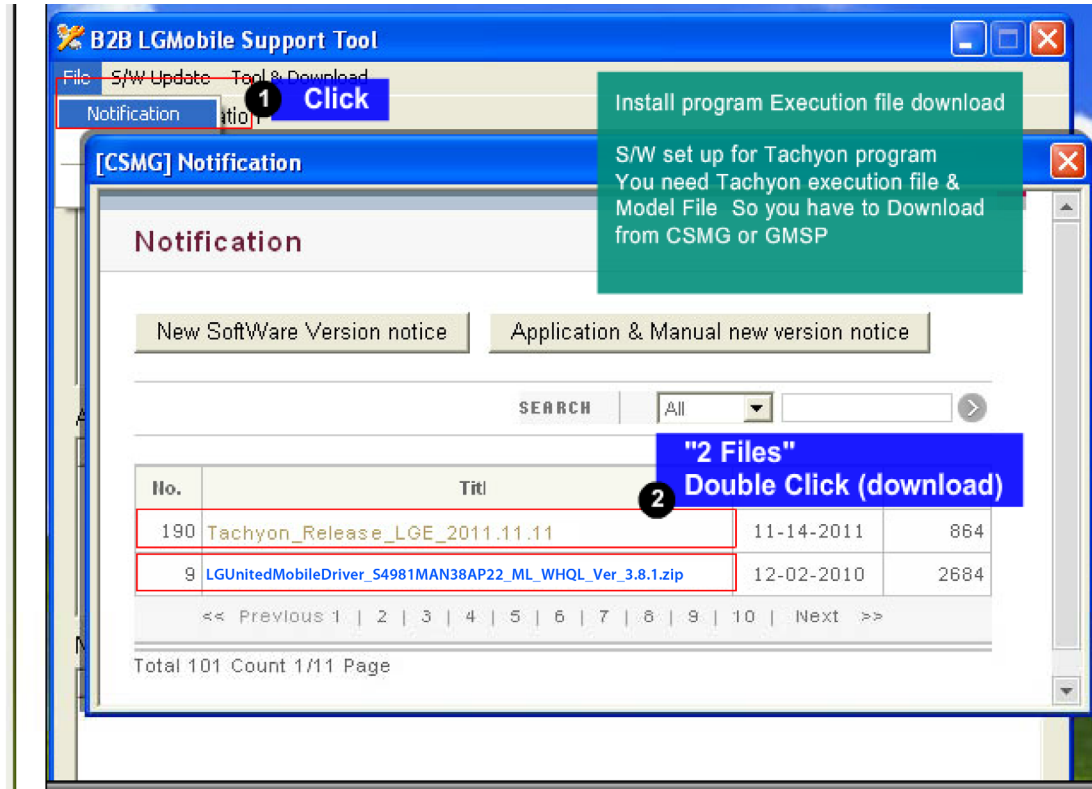 B2B LGMobile Support Tool
File S/W Update Tool & Download
1 Click
Notification
Install program Execution file download
S/W set up for Tachyon program
You need Tachyon execution file &
Model File So you have to Download
from CSMG or GMSP
[CSMG] Notification
Notification
New SoftWare Version notice
Application & Manual new version notice
SEARCH
All
"2 Files"
2 Double Click (download)
No. Titl
190 Tachyon_Release_LGE_2011.11.11 11-14-2011 864
9 LGUnitedMobileDriver_S4981MAN38AP22_ML_WHQL_Ver_3.8.1.zip 12-02-2010 2684
<< Previous 1 | 2 | 3 | 4 | 5 | 6 | 7 | 8 | 9 | 10 | Next >>
Total 101 Count 1/11 Page